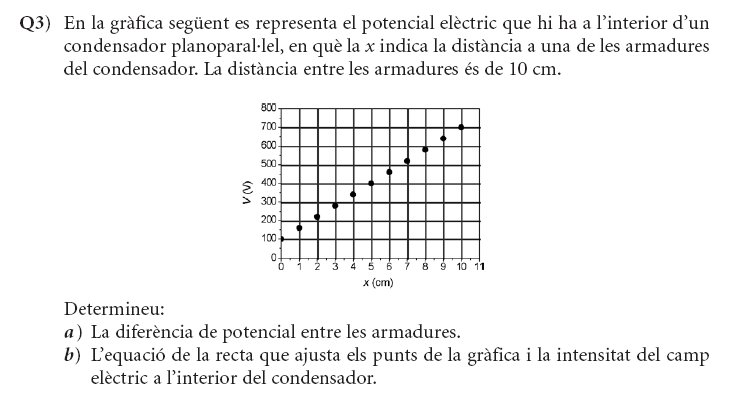 Q3) En la gràfica següent es representa el potencial elèctric que hi ha a l'interior d'un
condensador planoparal·lel, en què la x indica la distància a una de les armadures
del condensador. La distància entre les armadures és de 10 cm.
800
700
600
500
400
300
200
100
0
V (V)
0 1 2 3 4 5 6 7 8 9 10 11
x (cm)
Determineu:
a) La diferència de potencial entre les armadures.
b) L'equació de la recta que ajusta els punts de la gràfica i la intensitat del camp
elèctric a l'interior del condensador.